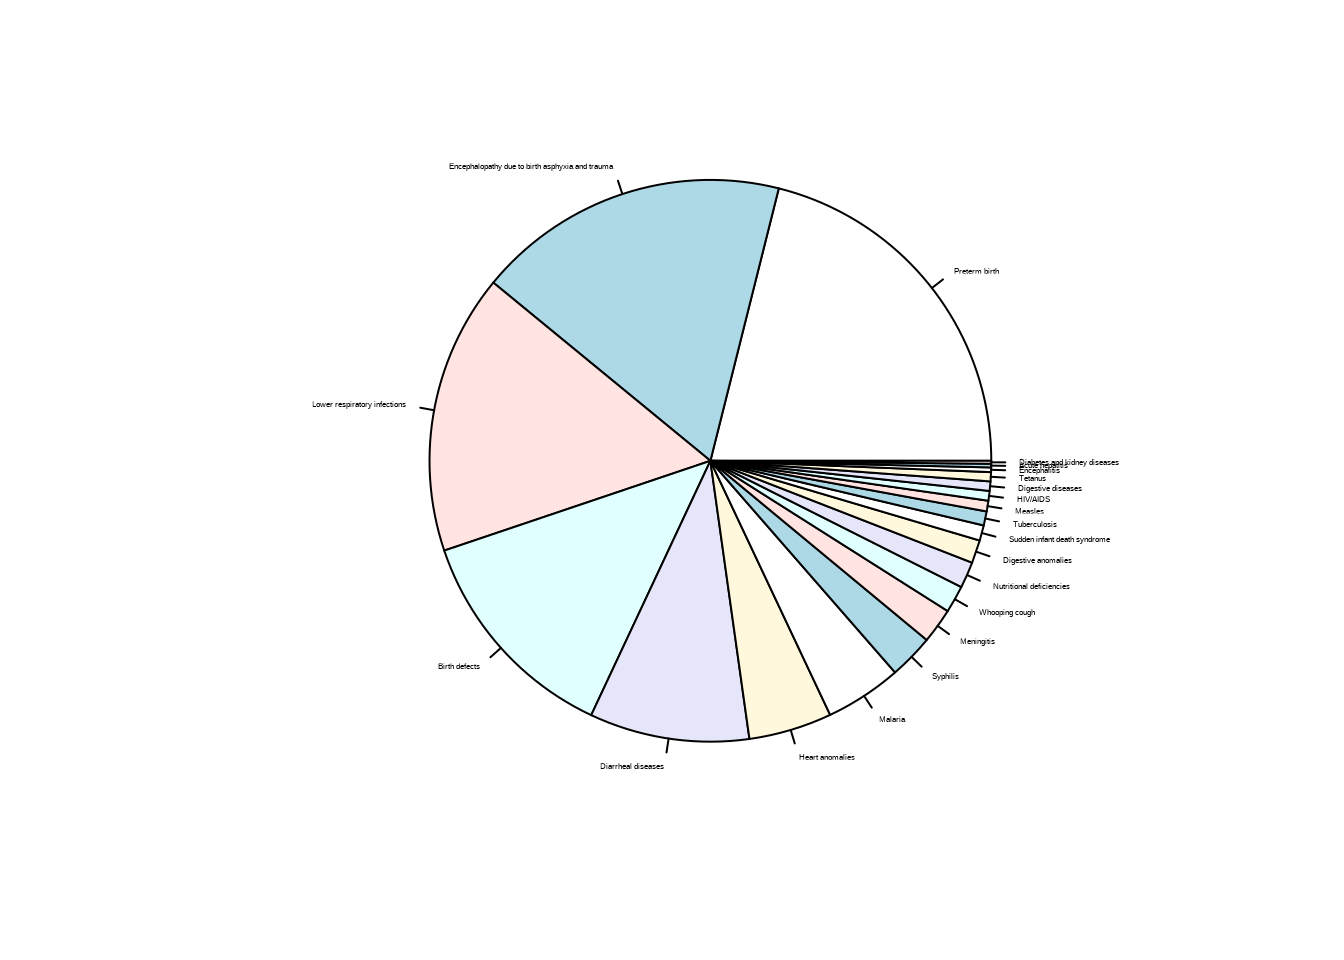 Encephalopathy due to birth asphyxia and trauma
Preterm birth
Lower respiratory infections
Diabetes and kidney diseases
Acute hepatitis
Encephalitis
Tetanus
Digestive diseases
HIV/AIDS
Measles
Tuberculosis
Sudden infant death syndrome
Digestive anomalies
Nutritional deficiencies
Whooping cough
Meningitis
Birth defects
Syphilis
Malaria
Heart anomalies
Diarrheal diseases